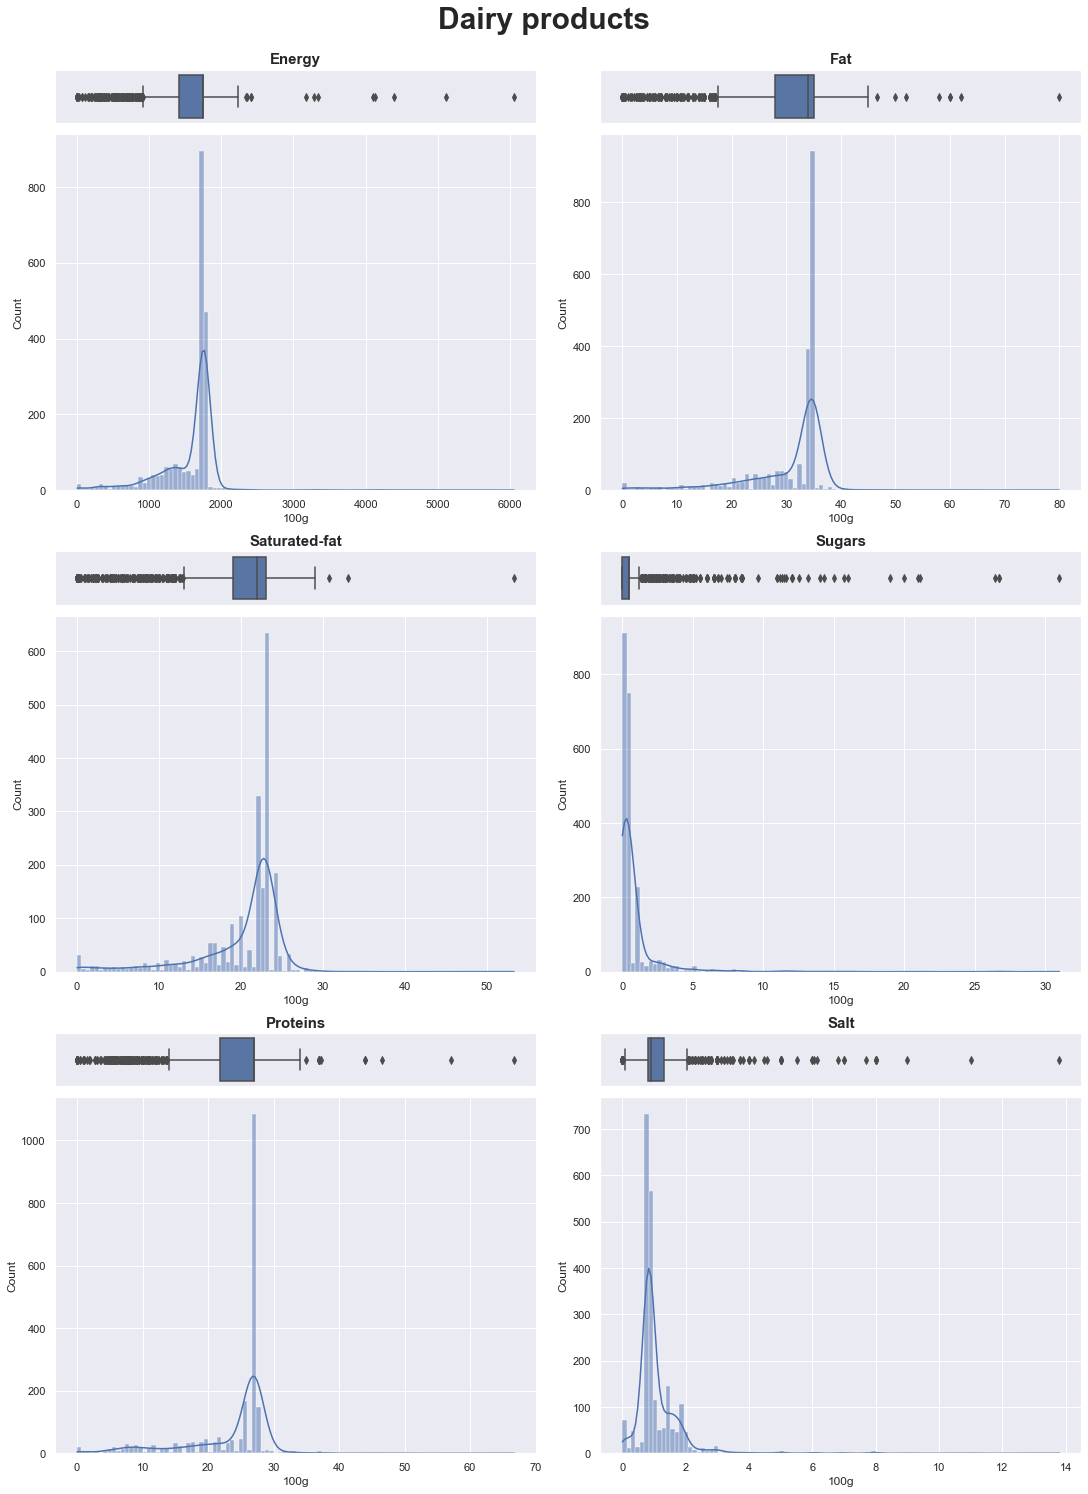 Dairy products
Energy
Count
800
600
400
200
0
0 1000 2000 3000 4000 5000 6000
100g
Fat
Count
800
600
400
200
0
0 10 20 30 40 50 60 70 80
100g
Saturated-fat
Count
600
500
400
300
200
100
0
0 10 20 30 40 50
100g
Sugars
Count
800
600
400
200
0
0 5 10 15 20 25 30
100g
Proteins
Count
1000
800
600
400
200
0
0 10 20 30 40 50 60 70
100g
Salt
Count
700
600
500
400
300
200
100
0
0 2 4 6 8 10 12 14
100g